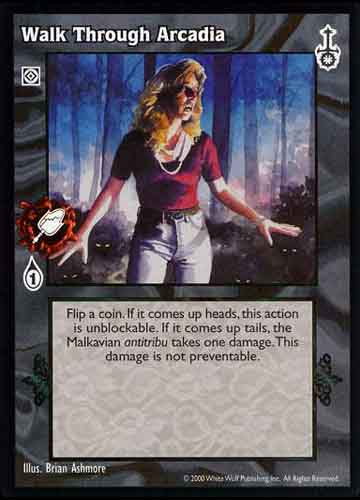 Walk Through Arcadia
1
Flip a coin. If it comes up heads, this action
is unblockable. If it comes up tails, the
Malkavian antitribu takes one damage. This
damage is not preventable.
Illus. Brian Ashmore
© 2000 White Wolf Publishing, Inc. All Rights Reserved.